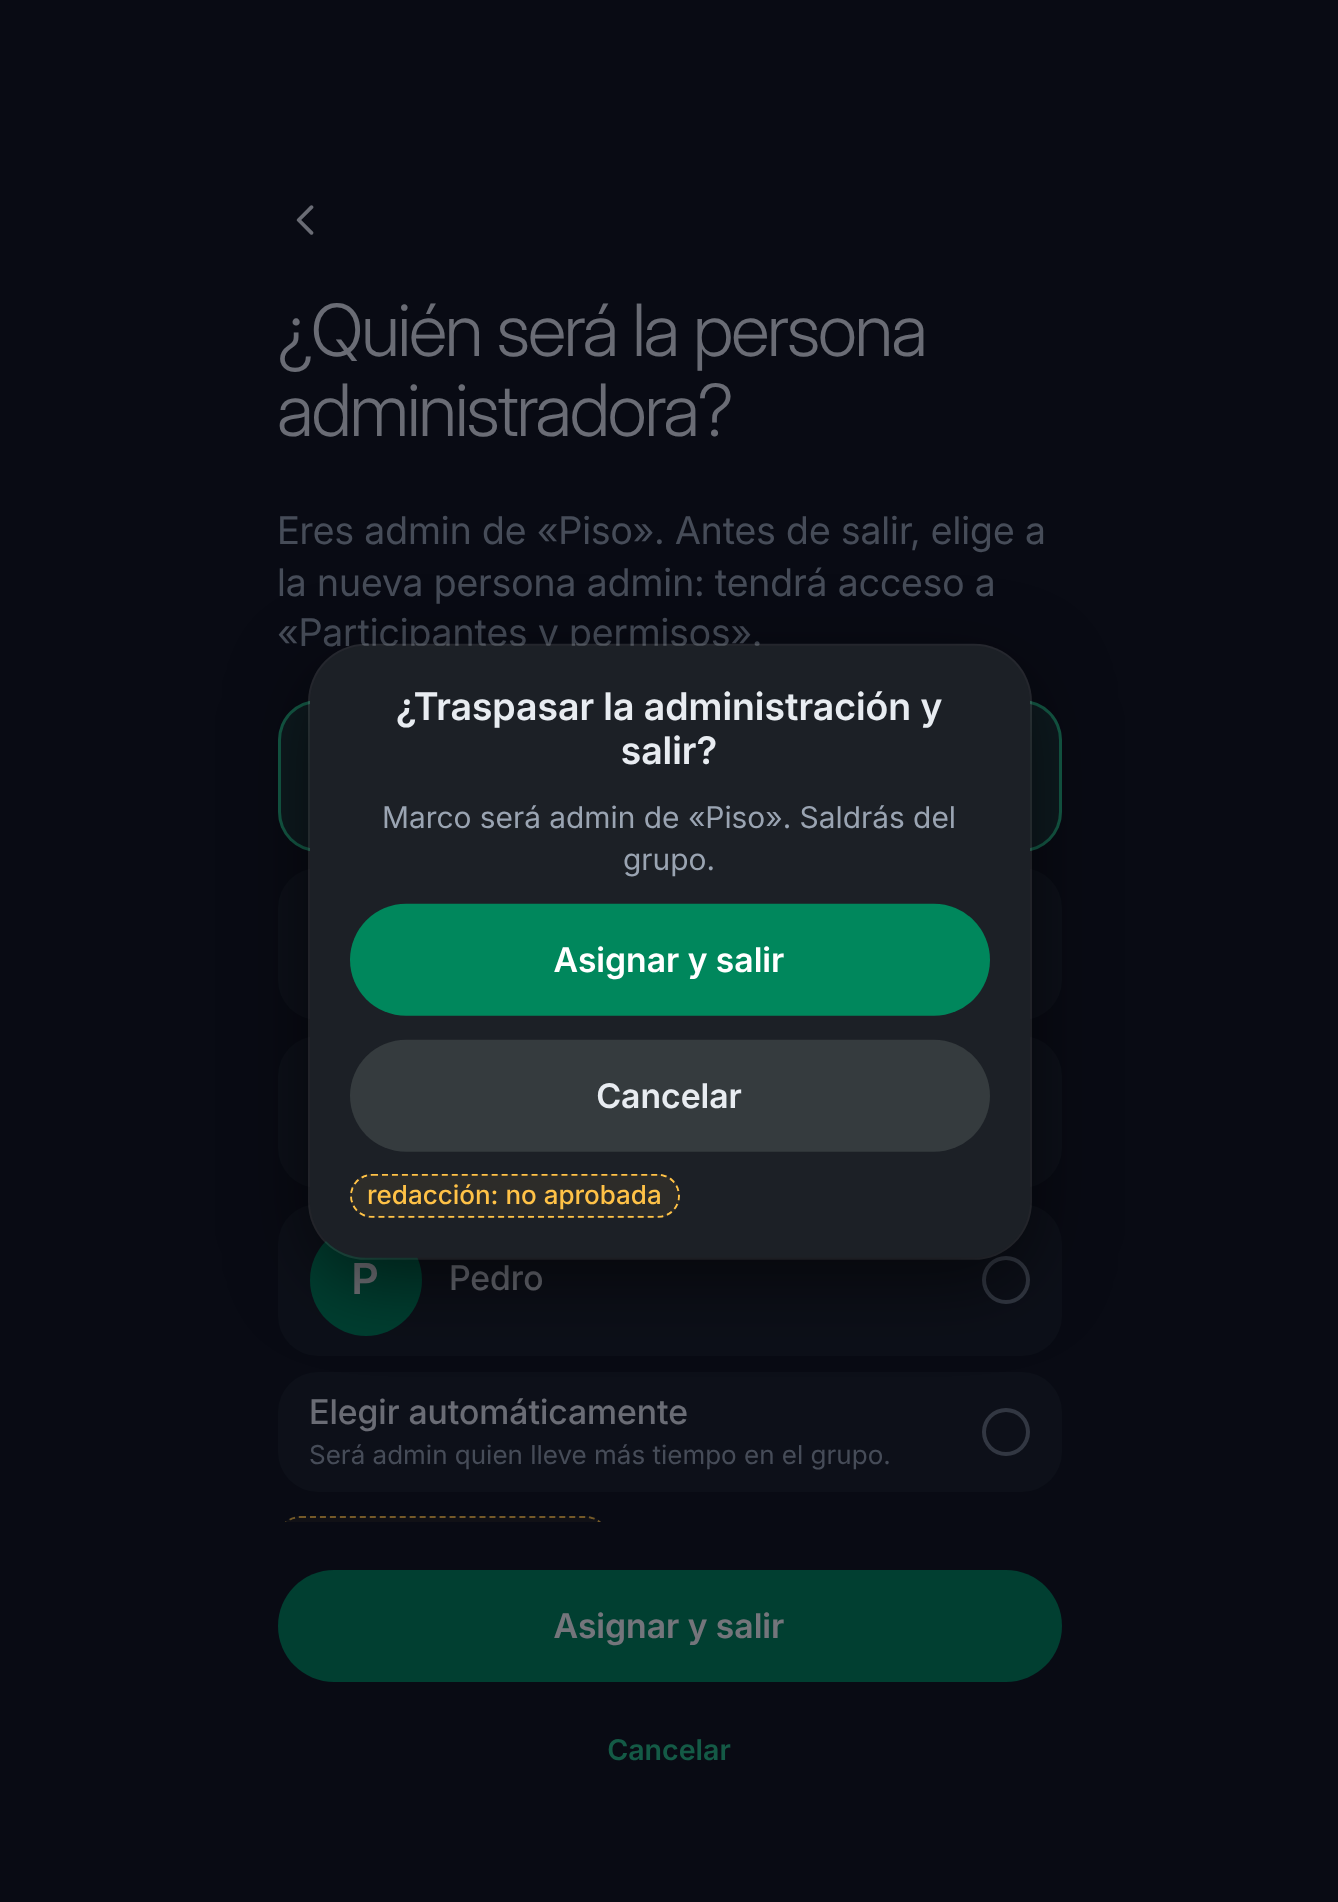 ¿Quién será la persona
administradora?
Eres admin de «Piso». Antes de salir, elige a
la nueva persona admin: tendrá acceso a
«Participantes y permisos».
¿Traspasar la administración y
salir?
Marco será admin de «Piso». Saldrás del
grupo.
Asignar y salir
Cancelar
redacción: no aprobada
P
Pedro
Elegir automáticamente
Será admin quien lleve más tiempo en el grupo.
Asignar y salir
Cancelar